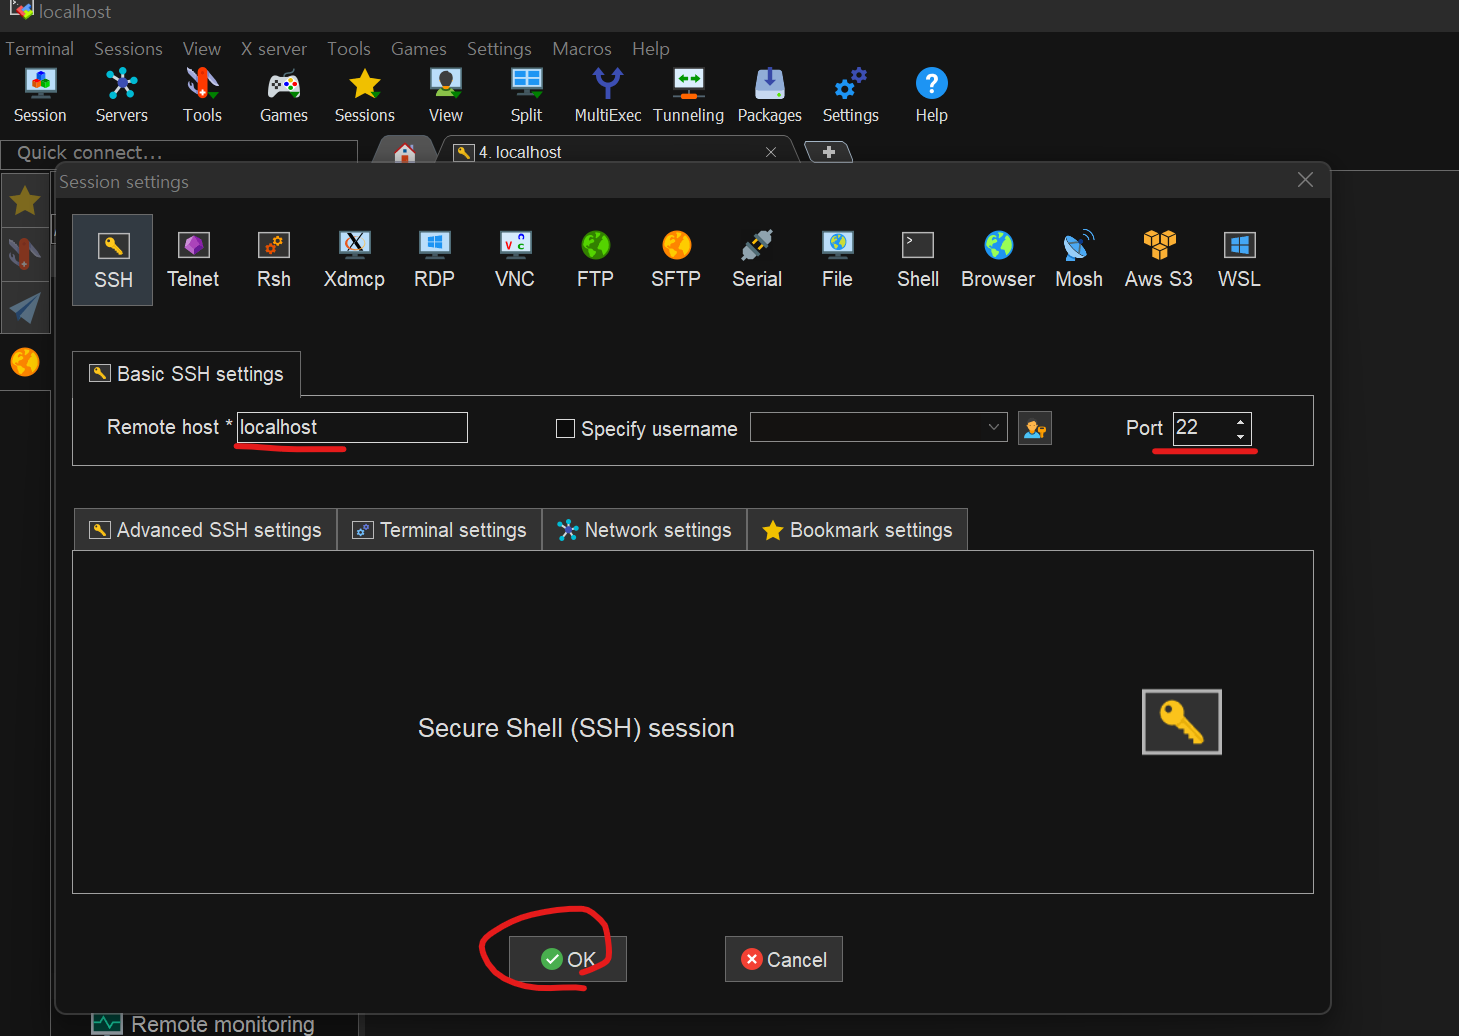 localhost
Terminal Sessions View X server Tools Games Settings Macros Help
Session Servers Tools Games Sessions View Split MultiExec Tunneling Packages Settings Help
Quick connect...
4. localhost
Session settings
SSH Telnet Rsh Xdmcp RDP VNC FTP SFTP Serial File Shell Browser Mosh Aws S3 WSL
Basic SSH settings
Remote host * localhost Specify username Port 22
Advanced SSH settings Terminal settings Network settings Bookmark settings
Secure Shell (SSH) session
OK Cancel
Remote monitoring